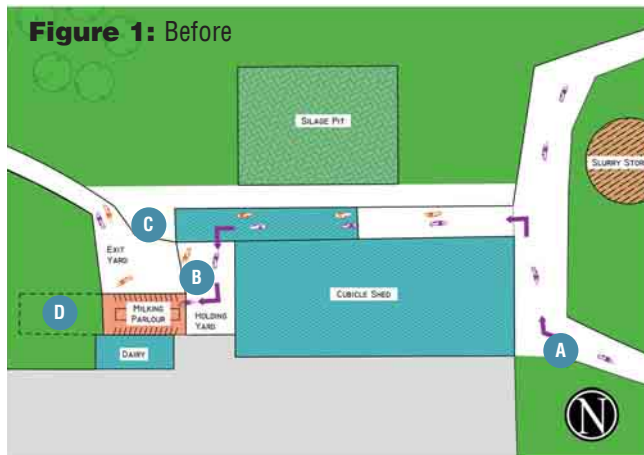 Figure 1: Before
SILAGE PIT
SLURRY STOR
C
EXIT
YARD
B
CUBICLE SHED
D
MILKING
PARLOUR
HOLDING
YARD
A
DAIRY
N